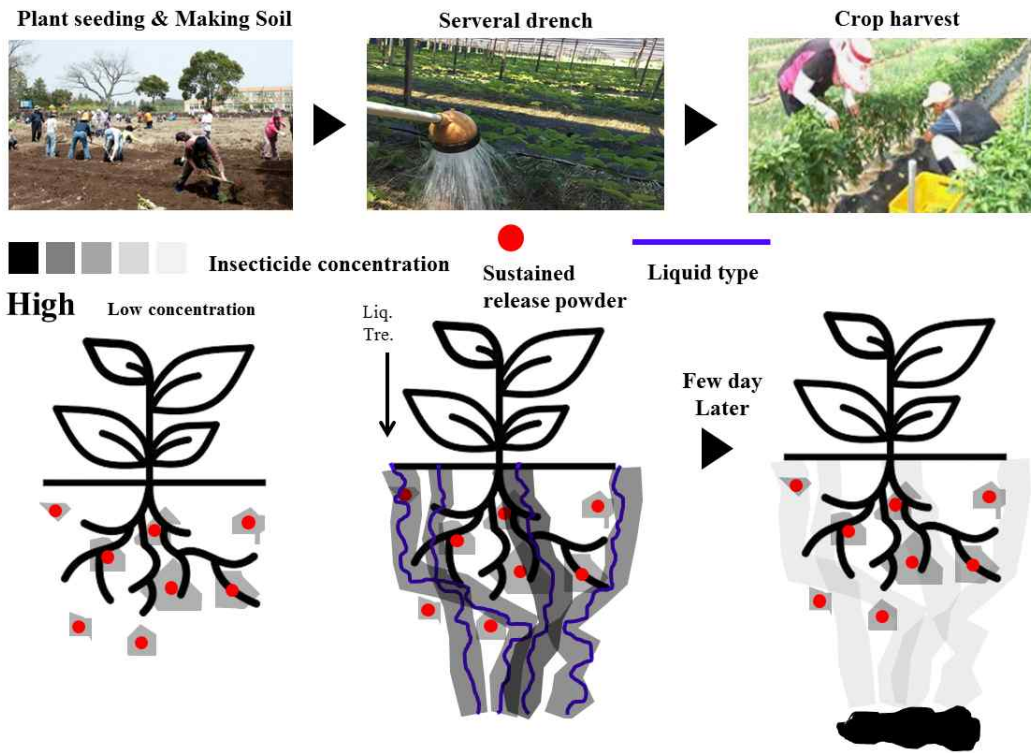 Plant seeding & Making Soil
Serveral drench
Crop harvest
Insecticide concentration
Sustained
release powder
Liquid type
High
Low concentration
Liq.
Tre.
Few day
Later